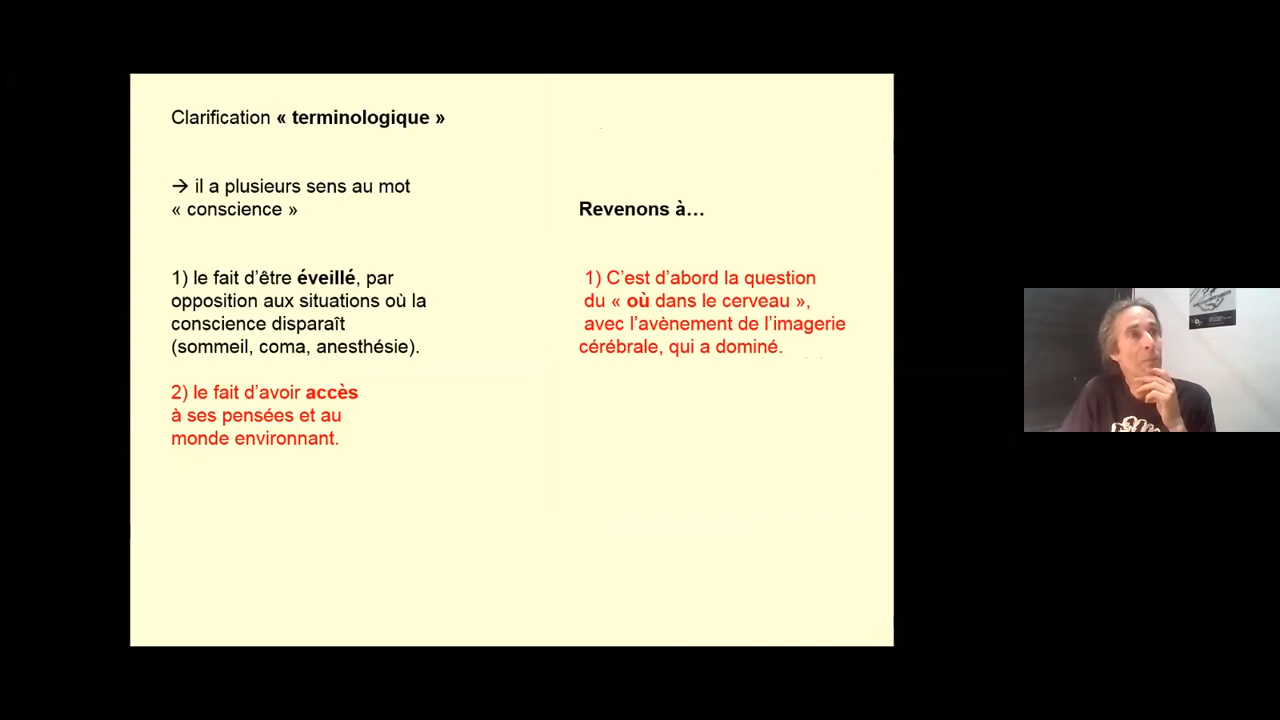 Clarification « terminologique »
→ il a plusieurs sens au mot
« conscience »
1) le fait d’être éveillé, par
opposition aux situations où la
conscience disparaît
(sommeil, coma, anesthésie).
2) le fait d’avoir accès
à ses pensées et au
monde environnant.
Revenons à…
1) C’est d’abord la question
du « où dans le cerveau »,
avec l’avènement de l’imagerie
cérébrale, qui a dominé.